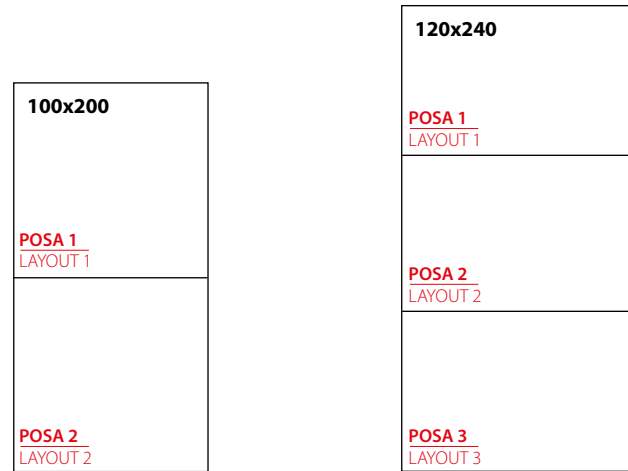 100x200
POSA 1
LAYOUT 1
POSA 2
LAYOUT 2
120x240
POSA 1
LAYOUT 1
POSA 2
LAYOUT 2
POSA 3
LAYOUT 3